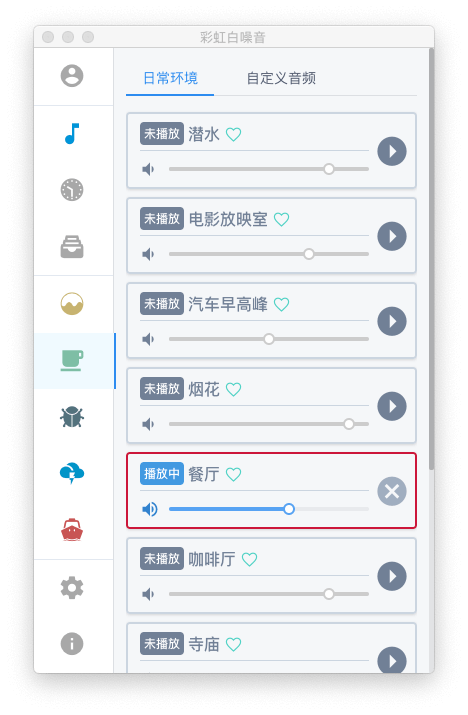 彩虹白噪音
日常环境 自定义音频
未播放 潜水
未播放 电影放映室
未播放 汽车早高峰
未播放 烟花
播放中 餐厅
未播放 咖啡厅
未播放 寺庙